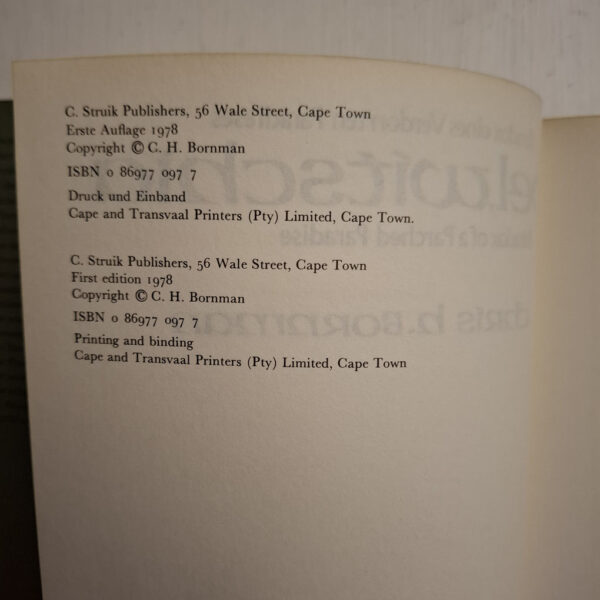 C. Struik Publishers, 56 Wale Street, Cape Town
Erste Auflage 1978
Copyright © C. H. Bornman
ISBN 0 86977 097 7
Druck und Einband
Cape and Transvaal Printers (Pty) Limited, Cape Town.
C. Struik Publishers, 56 Wale Street, Cape Town
First edition 1978
Copyright © C. H. Bornman
ISBN 0 86977 097 7
Printing and binding
Cape and Transvaal Printers (Pty) Limited, Cape Town